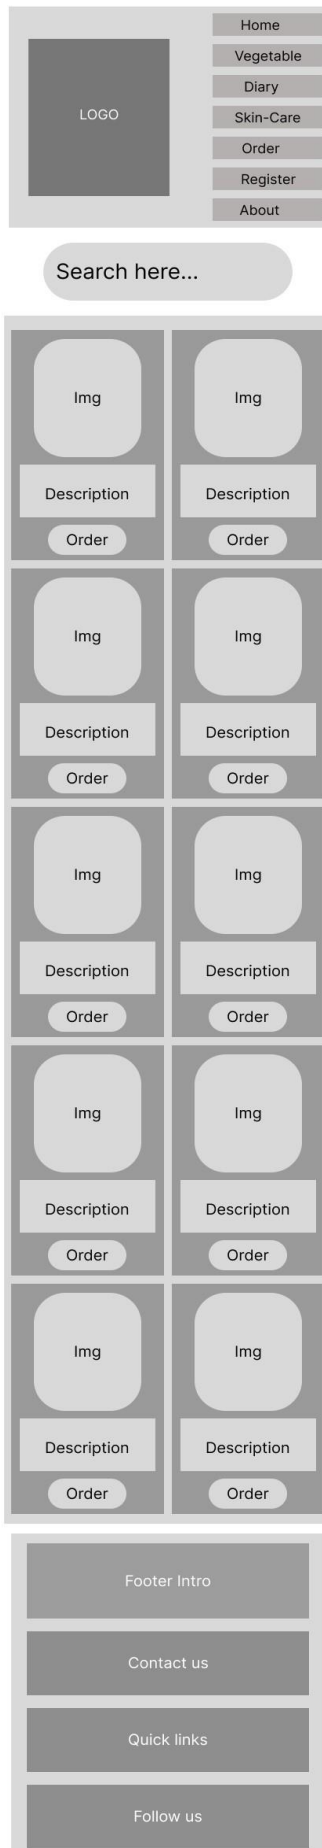 LOGO
Home
Vegetable
Diary
Skin-Care
Order
Register
About
Search here...
Img
Img
Description
Description
Order
Order
Img
Img
Description
Description
Order
Order
Img
Img
Description
Description
Order
Order
Img
Img
Description
Description
Order
Order
Img
Img
Description
Description
Order
Order
Footer Intro
Contact us
Quick links
Follow us